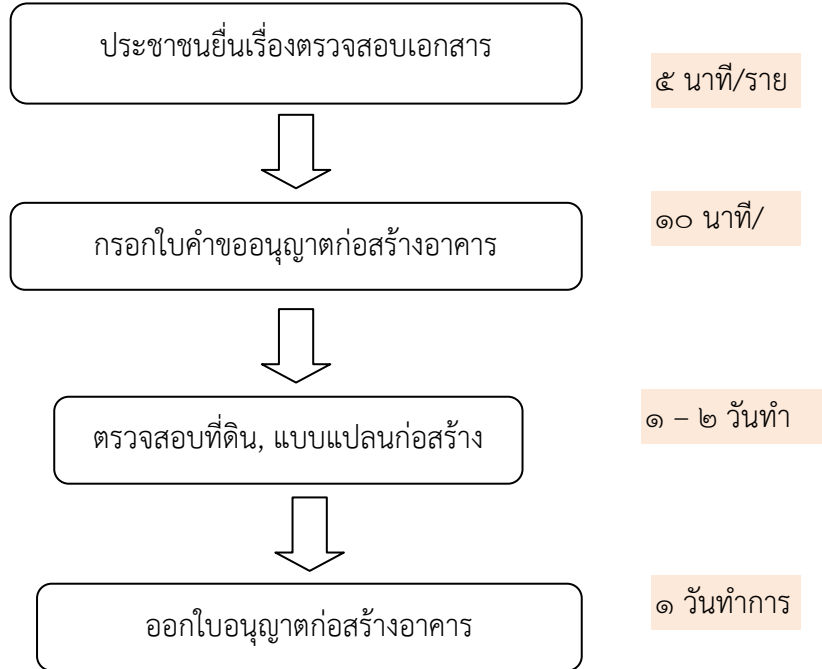 ประชาชนยื่นเรื่องตรวจสอบเอกสาร
๕ นาที/ราย
กรอกใบคำขออนุญาตก่อสร้างอาคาร
๑๐ นาที/
ตรวจสอบที่ดิน, แบบแปลนก่อสร้าง
๑ – ๒ วันทำ
ออกใบอนุญาตก่อสร้างอาคาร
๑ วันทำการ